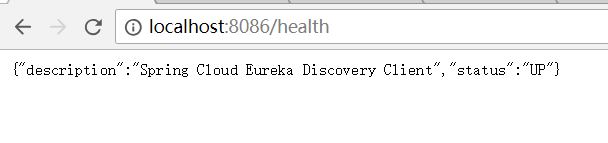 localhost:8086/health
{"description":"Spring Cloud Eureka Discovery Client","status":"UP"}